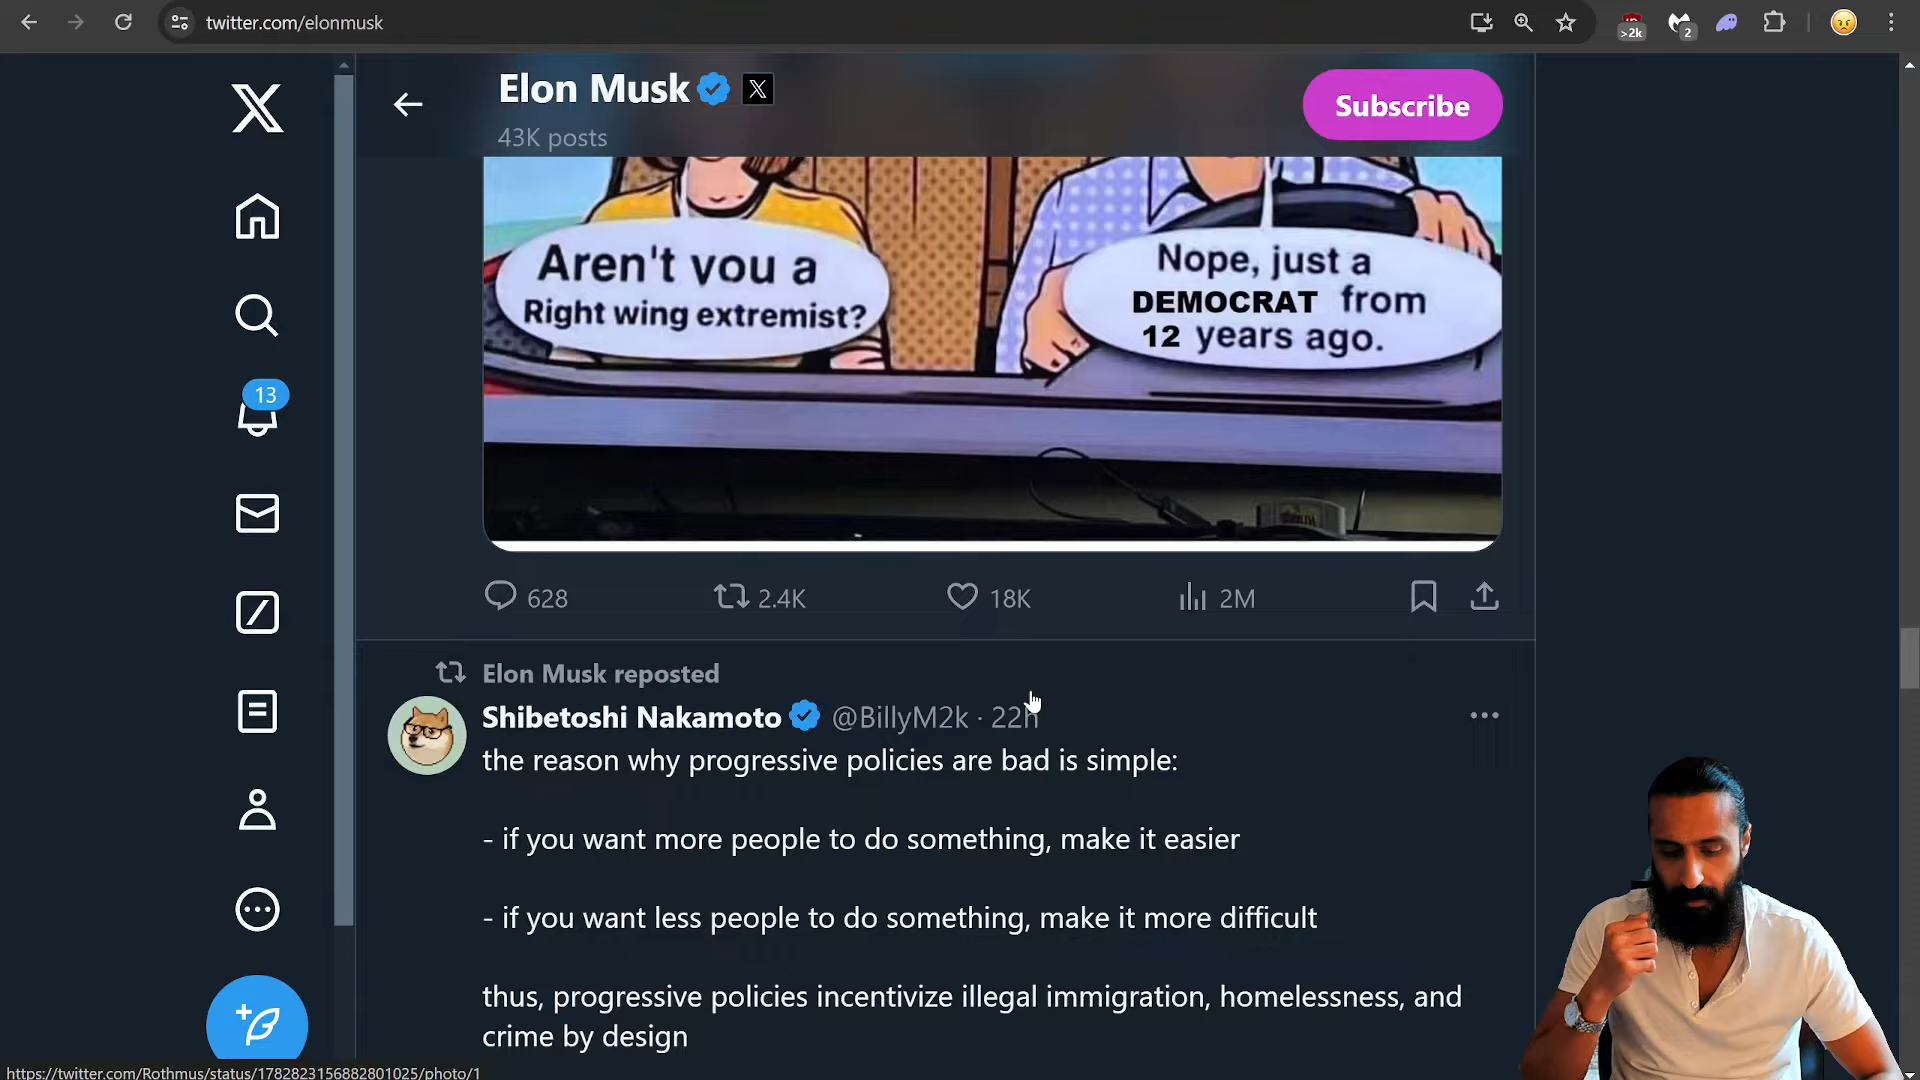 twitter.com/elonmusk
>2k
2
Elon Musk
43K posts
Subscribe
Aren't you a
Right wing extremist?
Nope, just a
DEMOCRAT from
12 years ago.
13
628
2.4K
18K
2M
Elon Musk reposted
Shibetoshi Nakamoto @BillyM2k · 22h
the reason why progressive policies are bad is simple:
- if you want more people to do something, make it easier
- if you want less people to do something, make it more difficult
thus, progressive policies incentivize illegal immigration, homelessness, and
crime by design
https://twitter.com/Rothmus/status/1782823156882801025/photo/1